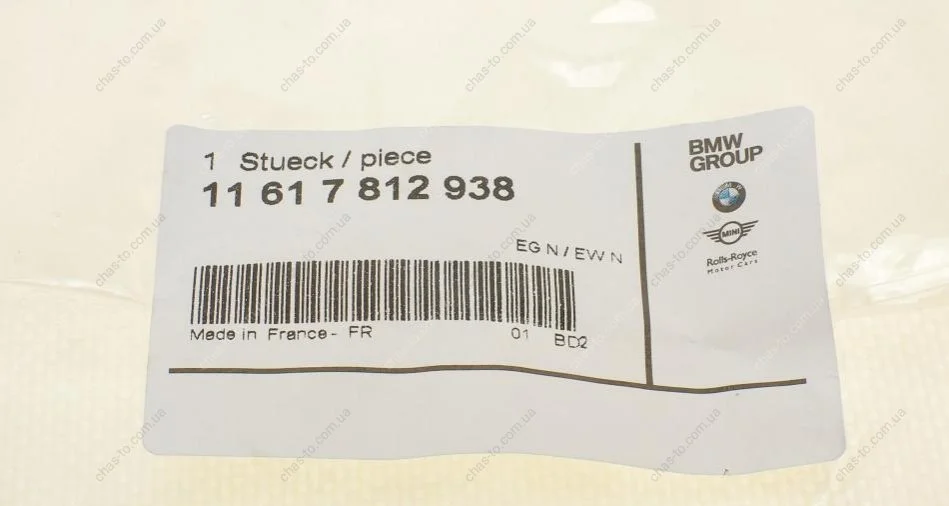 1 Stueck / piece
11 61 7 812 938
EG N / EW N
Made in France - FR
01 BD2
BMW
GROUP
MINI
Rolls-Royce
Motor Cars
chas-to.com.ua